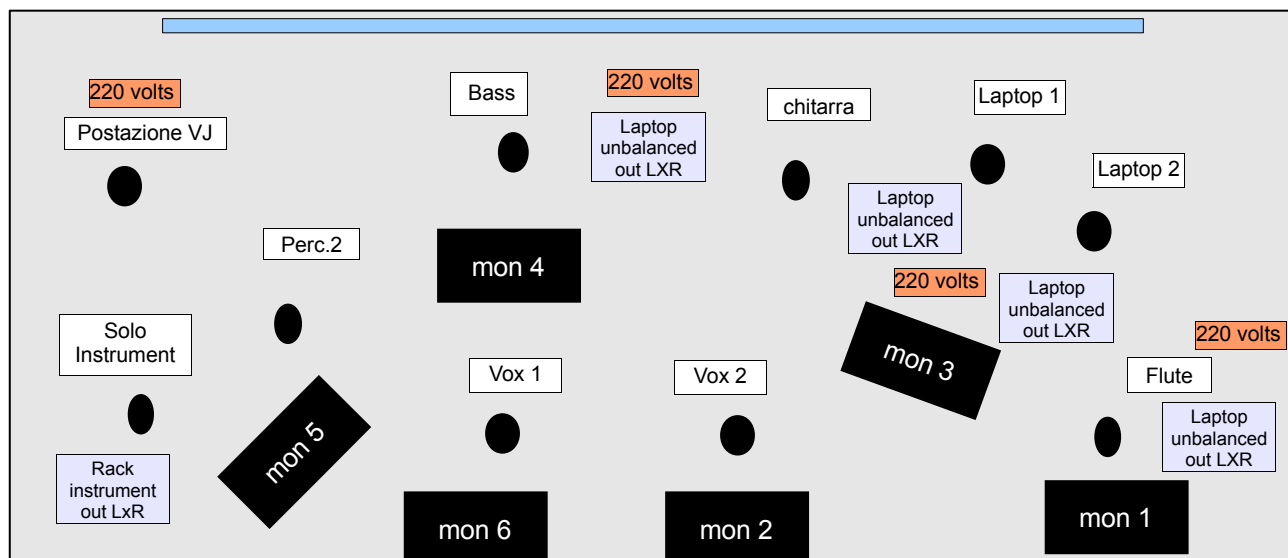 220 volts
Postazione VJ
Bass
220 volts
Laptop
unbalanced
out LXR
chitarra
Laptop 1
Laptop 2
Laptop
unbalanced
out LXR
Perc.2
mon 4
220 volts
Laptop
unbalanced
out LXR
Solo
Instrument
mon 3
220 volts
Vox 1
Vox 2
Flute
mon 5
Laptop
unbalanced
out LXR
Rack
instrument
out LxR
mon 6
mon 2
mon 1